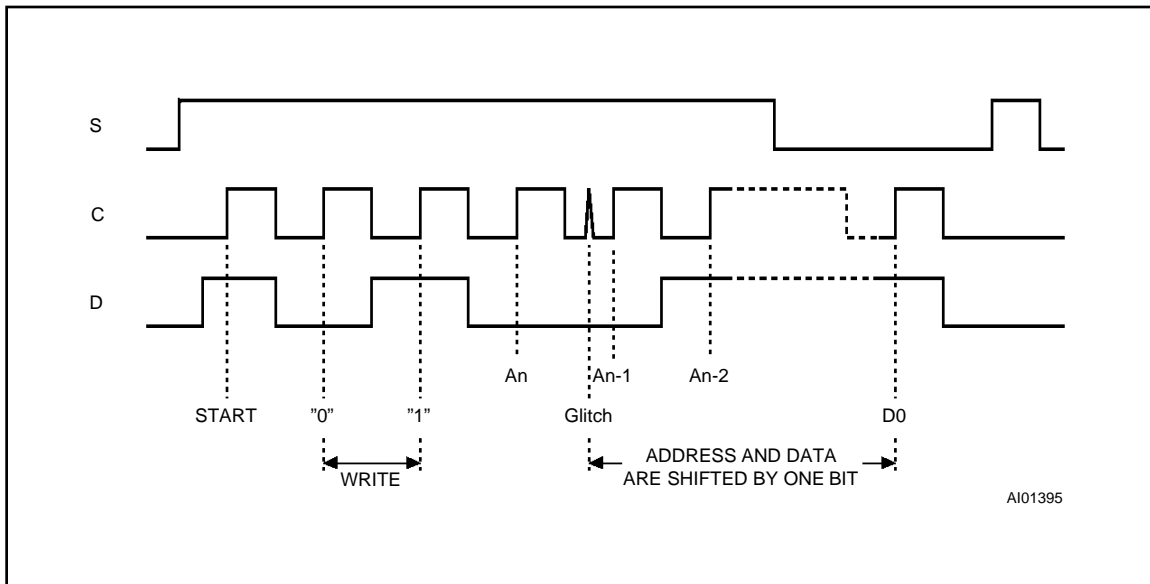 S
C
D
An
An-1
An-2
START
”0”
”1”
Glitch
D0
WRITE
ADDRESS AND DATA
ARE SHIFTED BY ONE BIT
AI01395